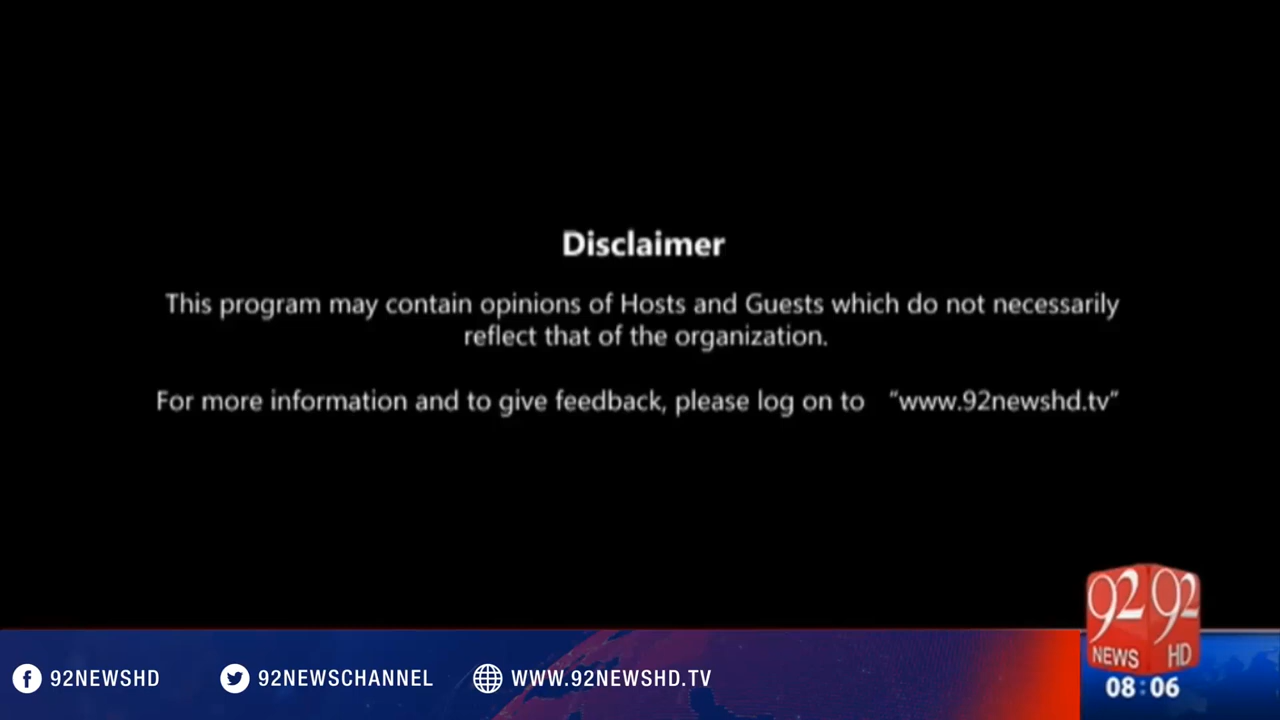 Disclaimer
This program may contain opinions of Hosts and Guests which do not necessarily
reflect that of the organization.
For more information and to give feedback, please log on to “www.92newshd.tv”
92 92
NEWS HD
08:06
92NEWSHD 92NEWSCHANNEL WWW.92NEWSHD.TV